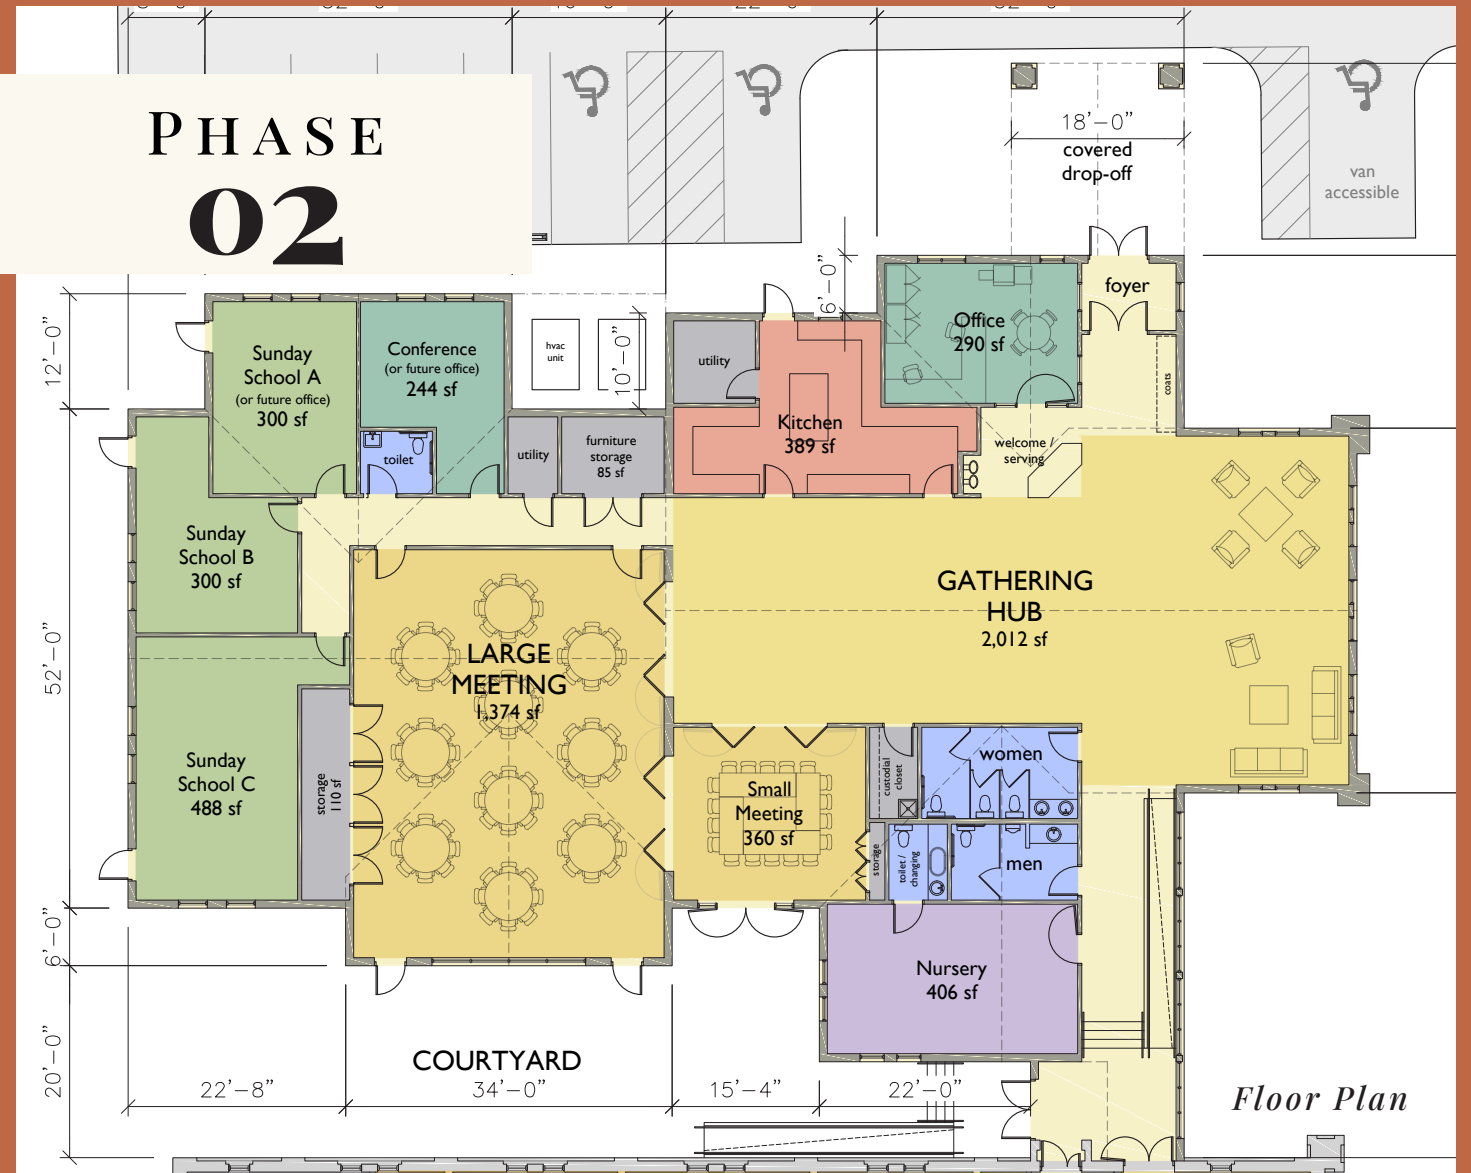 PHASE
02
18'-0"
covered
drop-off
van
accessible
foyer
6'-0"
12'-0"
10'-0"
hvac
unit
Office
290 sf
coats
utility
Sunday
School A
(or future office)
300 sf
Conference
(or future office)
244 sf
toilet
utility
furniture
storage
85 sf
Kitchen
389 sf
welcome /
serving
Sunday
School B
300 sf
GATHERING
HUB
2,012 sf
52'-0"
LARGE
MEETING
1,374 sf
Sunday
School C
488 sf
storage
110 sf
Small
Meeting
360 sf
custodial
closet
women
storage
toilet /
changing
men
6'-0"
Nursery
406 sf
20'-0"
COURTYARD
22'-8"
34'-0"
15'-4"
22'-0"
Floor Plan